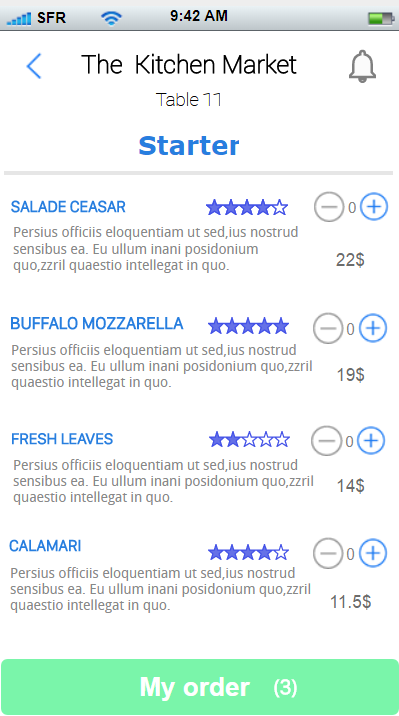 SFR 9:42 AM
The Kitchen Market
Table 11
Starter
SALADE CEASAR 0
Persius officiis eloquentiam ut sed,ius nostrud
sensibus ea. Eu ullum inani posidonium
quo,zzril quaestio intellegat in quo.
22$
BUFFALO MOZZARELLA 0
Persius officiis eloquentiam ut sed,ius nostrud
sensibus ea. Eu ullum inani posidonium quo,zzril
quaestio intellegat in quo.
19$
FRESH LEAVES 0
Persius officiis eloquentiam ut sed,ius nostrud
sensibus ea. Eu ullum inani posidonium quo,zzril
quaestio intellegat in quo.
14$
CALAMARI 0
Persius officiis eloquentiam ut sed,ius nostrud
sensibus ea. Eu ullum inani posidonium quo,zzril
quaestio intellegat in quo.
11.5$
My order (3)